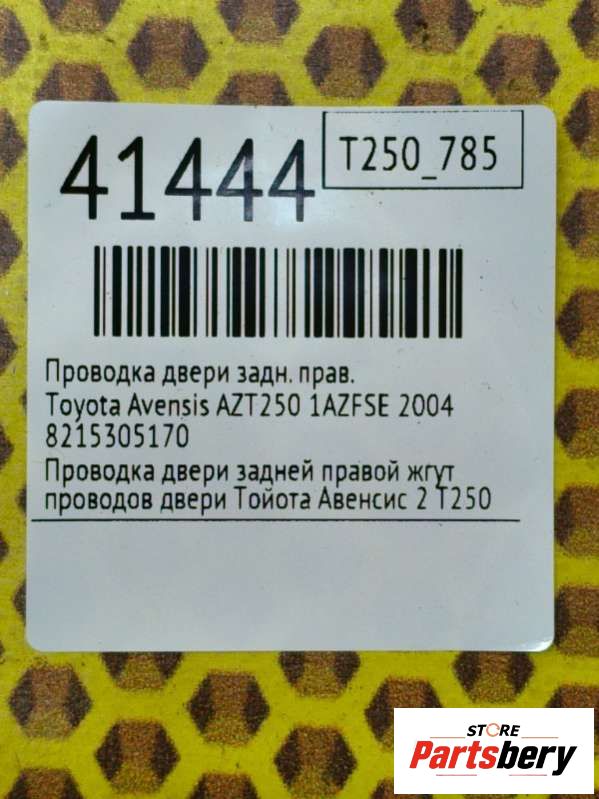 41444
T250_785
Проводка двери задн. прав.
Toyota Avensis AZT250 1AZFSE 2004
8215305170
Проводка двери задней правой жгут
проводов двери Тойота Авенсис 2 T250
STORE
Partsbery